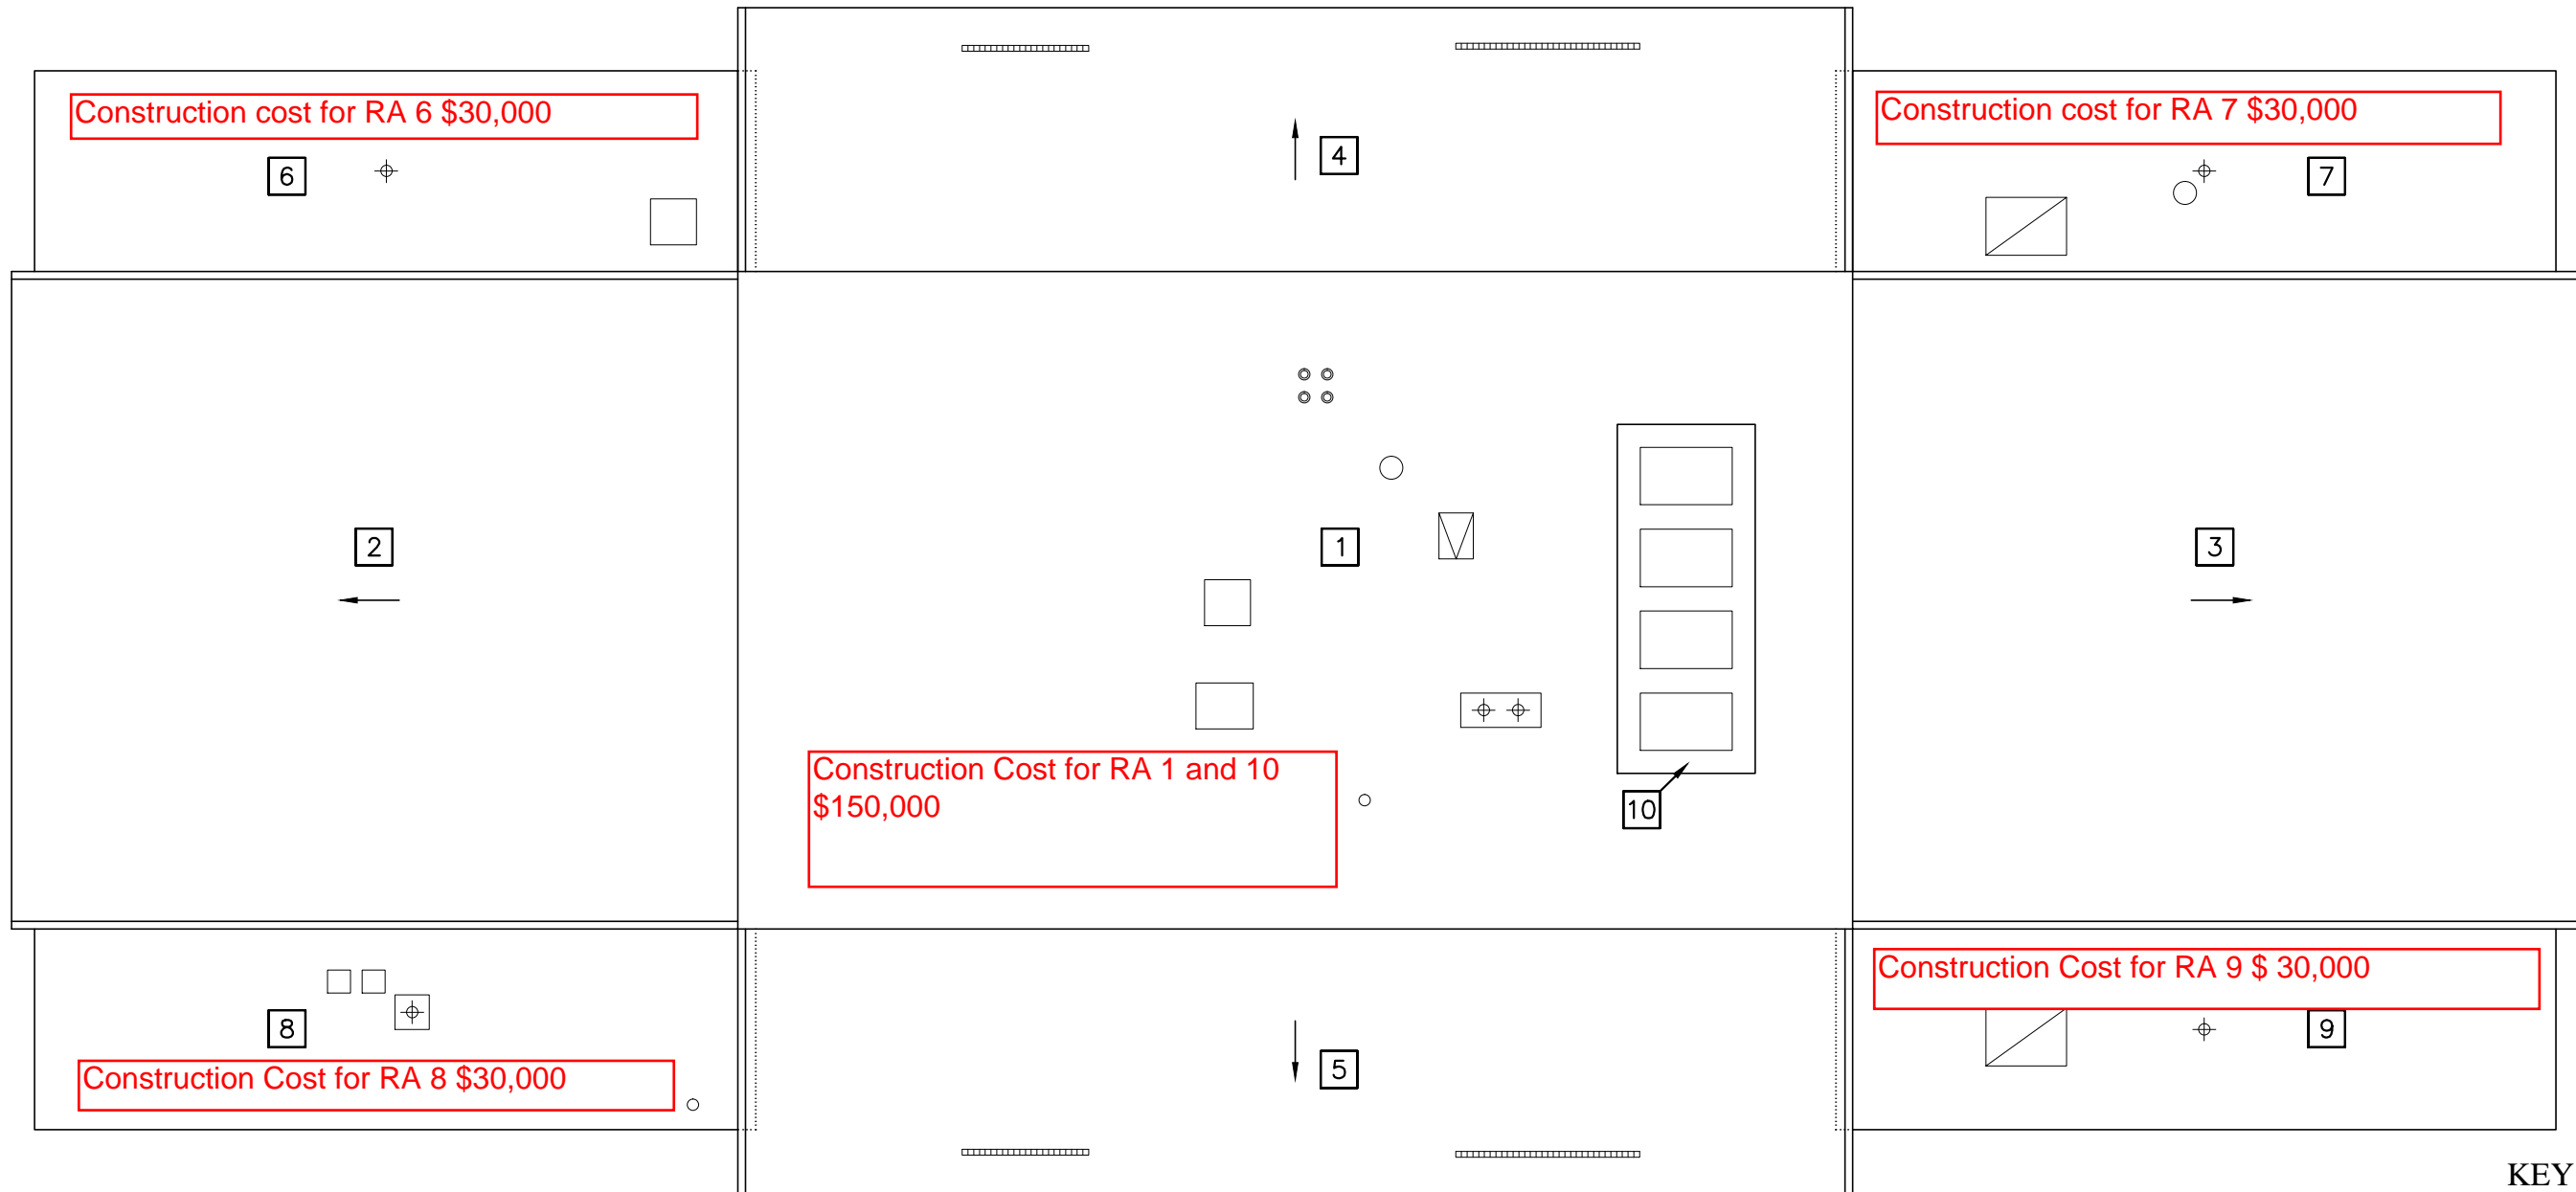 Construction cost for RA 6 $30,000
Construction cost for RA 7 $30,000
4
6
7
2
1
3
Construction Cost for RA 1 and 10
$150,000
10
Construction Cost for RA 9 $ 30,000
8
9
Construction Cost for RA 8 $30,000
5
KEY